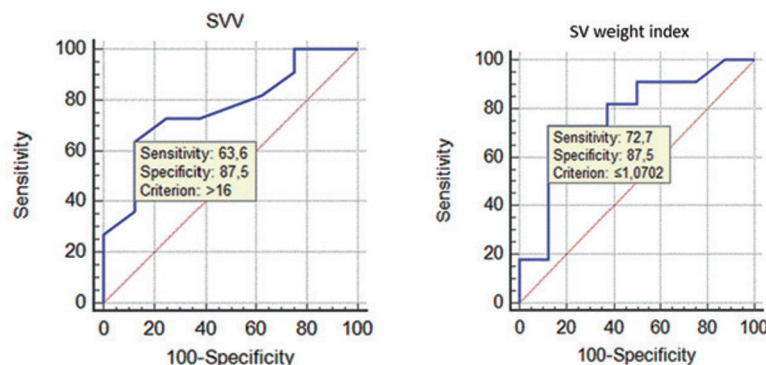 SVV
100
80
60
40
20
0
Sensitivity
Sensitivity: 63,6
Specificity: 87,5
Criterion: >16
0 20 40 60 80 100
100-Specificity
SV weight index
100
80
60
40
20
0
Sensitivity
Sensitivity: 72,7
Specificity: 87,5
Criterion: ≤1,0702
0 20 40 60 80 100
100-Specificity